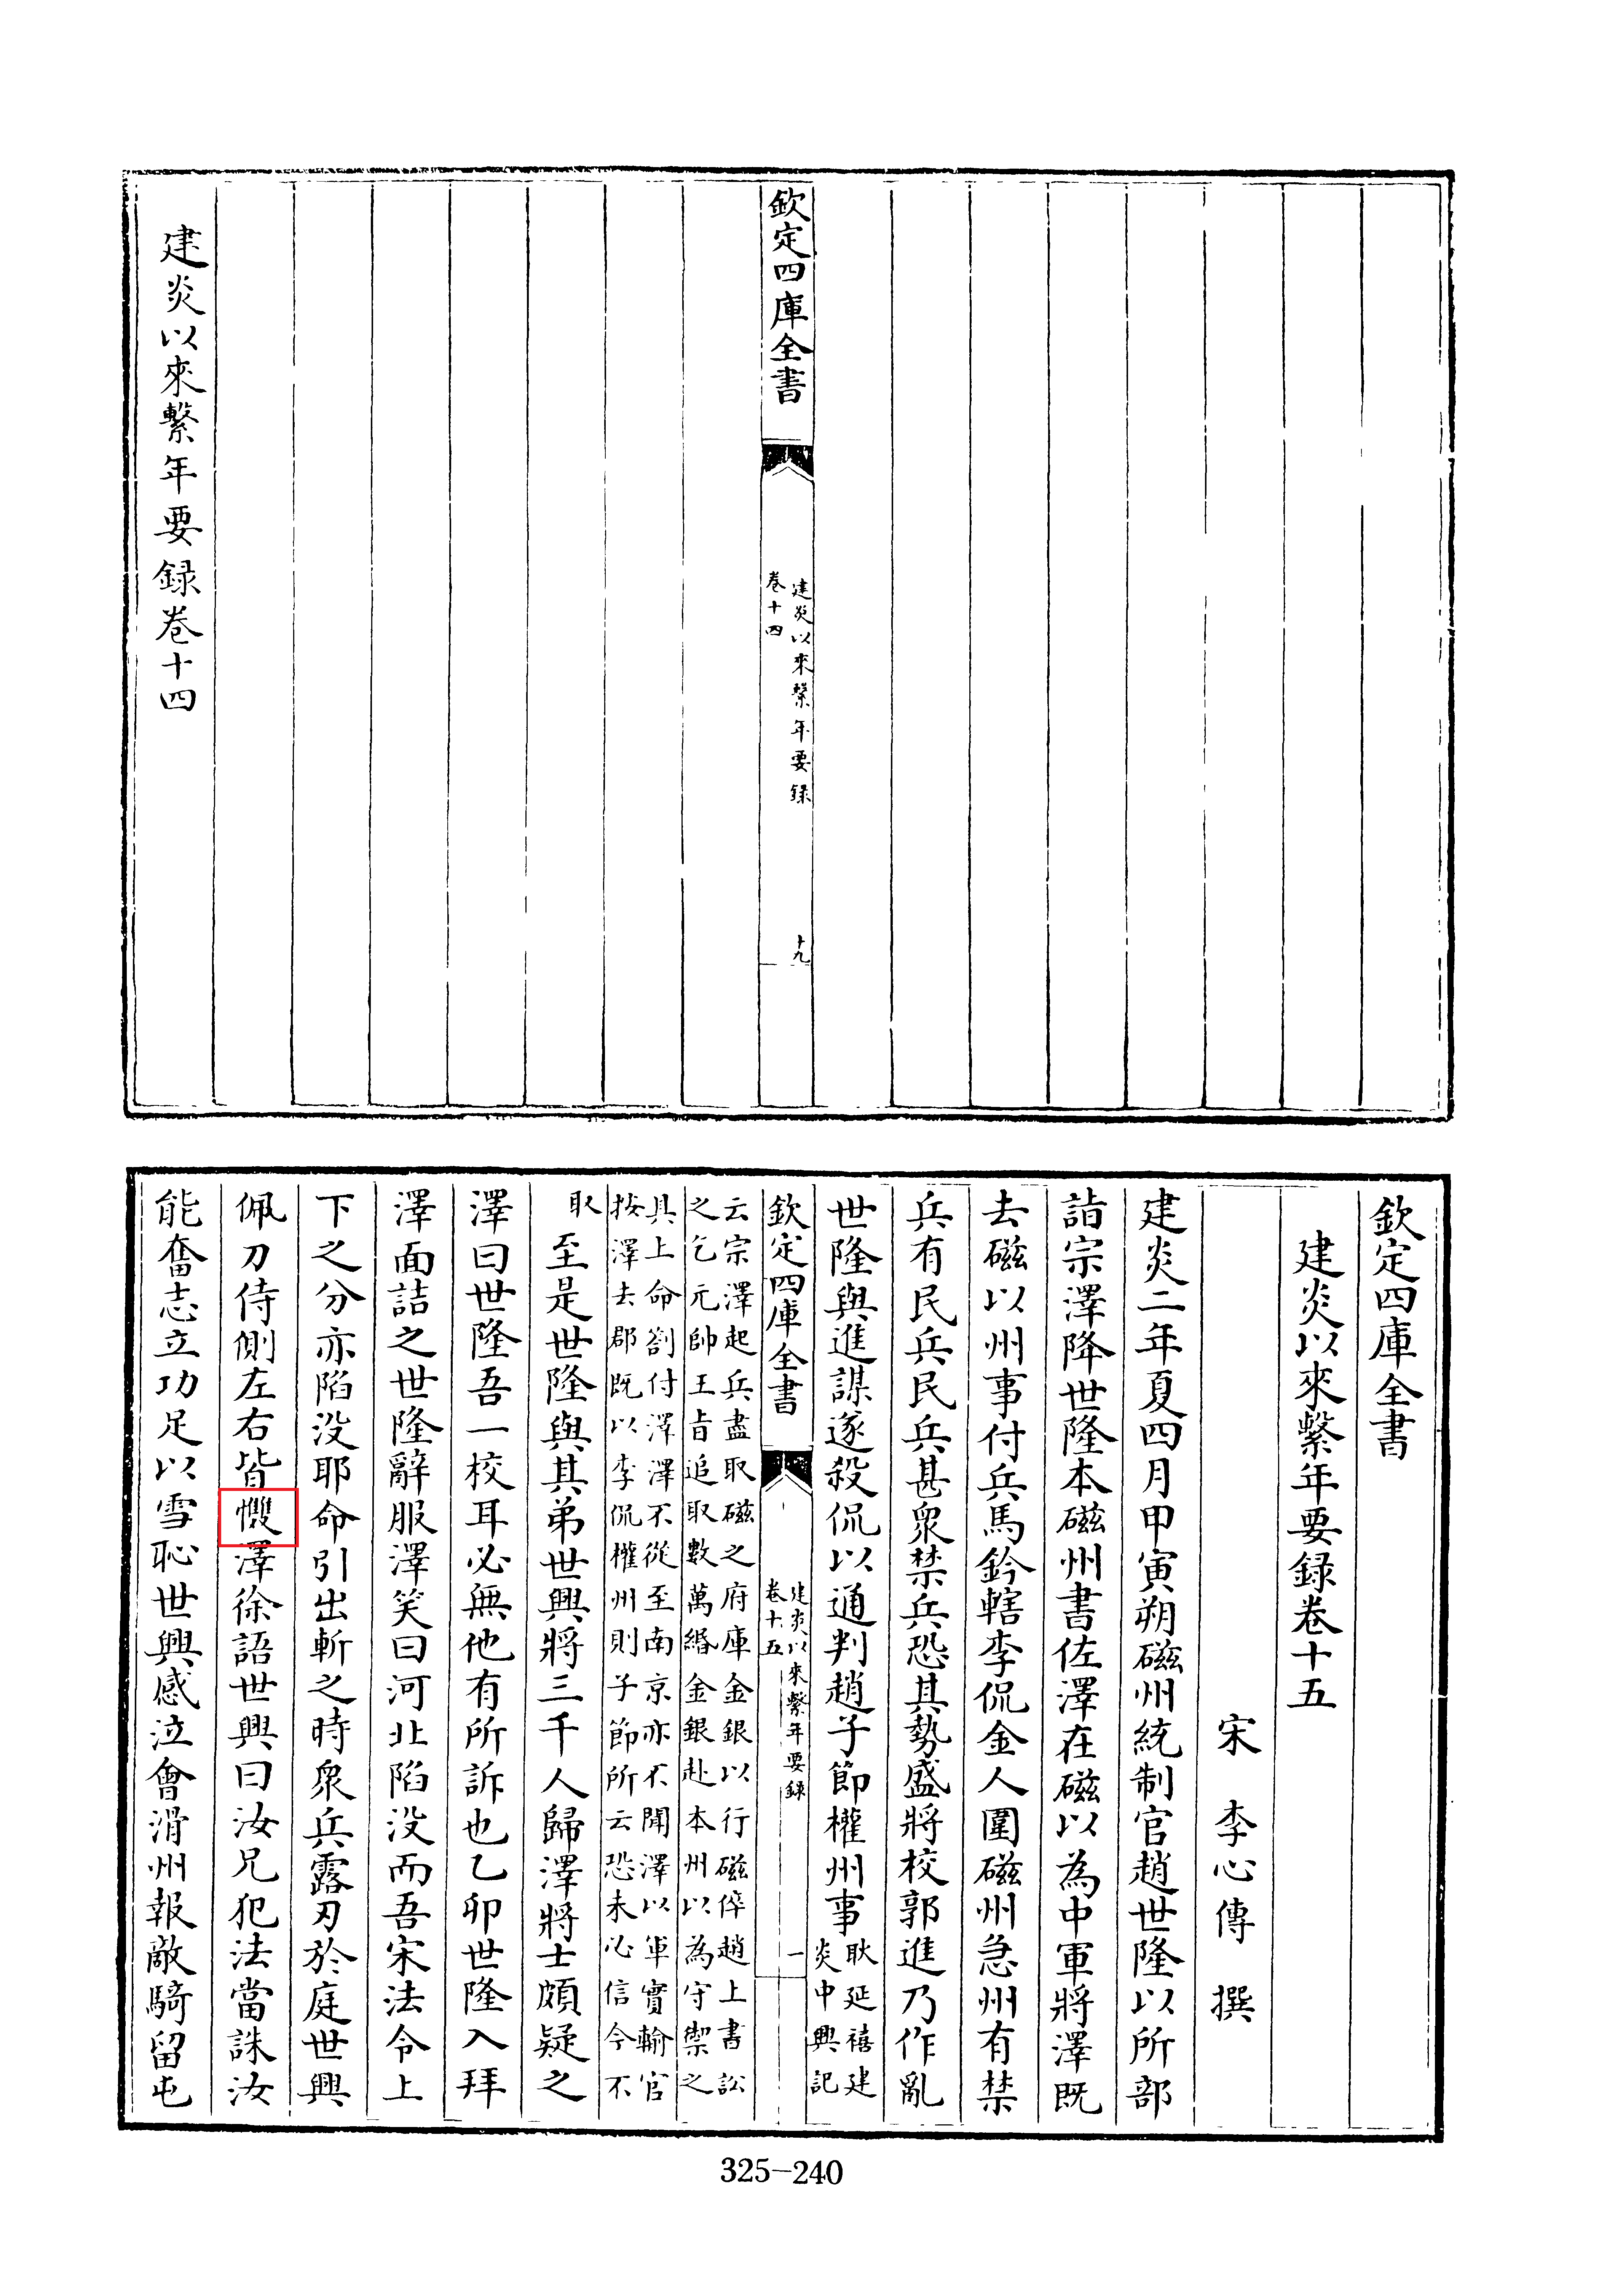 欽定四庫全書
建炎以來繫年要録
卷十四
十九
建炎以來繫年要録卷十四
欽定四庫全書
建炎以來繫年要録卷十五
宋 李心傳 撰
建炎二年夏四月甲寅朔磁州統制官趙世隆以所部
詣宗澤降世隆本磁州書佐澤在磁以為中軍將澤既
去磁以州事付兵馬鈐轄李侃金人圍磁州急州有禁
兵有民兵民兵甚衆禁兵恐其勢盛將校郭進乃作亂
世隆與進謀遂殺侃以通判趙子節權州事
耿延禧建
炎中興記
欽定四庫全書
建炎以來繫年要録
卷十五
一
云宗澤起兵盡取磁之府庫金銀以行磁倅趙上書訟
之乞元帥王㫖追取數萬緡金銀赴本州以為守禦之
具上命劄付澤澤不從至南京亦不聞澤以軍實輸官
按澤去郡既以李侃權州則子節所云恐未必信今不
取
至是世隆與其弟世興將三千人歸澤將士頗疑之
澤曰世隆吾一校耳必無他有所訴也乙卯世隆入拜
澤面詰之世隆辭服澤笑曰河北陷没而吾宋法令上
下之分亦陷没耶命引出斬之時衆兵露刃於庭世興
佩刀侍側左右皆澤徐語世興曰汝兄犯法當誅汝
能奮志立功足以雪恥世興感泣會滑州報敵騎留屯
325-240